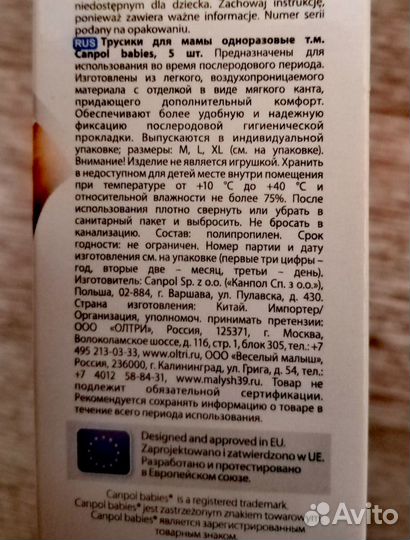 niedostępnym dla dziecka. Zachowaj instrukcję,
ponieważ zawiera ważne informacje. Numer serii
podany na opakowaniu.
RUS Трусики для мамы одноразовые т.м.
Canpol babies, 5 шт. Предназначены для
использования во время послеродового периода.
Изготовлены из легкого, воздухопроницаемого
материала с отделкой в виде мягкого канта,
придающего дополнительный комфорт.
Обеспечивают более удобную и надежную
фиксацию послеродовой гигиенической
прокладки. Выпускаются в индивидуальной
упаковке; размеры: M, L, XL (см. на упаковке).
Внимание! Изделие не является игрушкой. Хранить
в недоступном для детей месте внутри помещения
при температуре от +10 °C до +40 °C и
относительной влажности не более 75%. После
использования плотно свернуть или убрать в
санитарный пакет и выбросить. Не бросать в
канализацию. Состав: полипропилен. Срок
годности: не ограничен. Номер партии и дату
изготовления см. на упаковке (первые три цифры –
год, вторые две – месяц, третьи – день).
Изготовитель: Canpol Sp. z o.o. («Канпол Сп. з о.о.»),
Польша, 02-884, г. Варшава, ул. Пулавска, д. 430.
Страна изготовления: Китай. Импортер/
Организация, уполномоч. принимать претензии:
ООО «ОЛТРИ», Россия, 125371, г. Москва,
Волоколамское шоссе, д. 116, стр. 1, блок 305, тел.: +7
495 213-03-33, www.oltri.ru, ООО «Веселый малыш»,
Россия, 236000, г. Калининград, ул. Грига, д. 54, тел.:
+7 4012 58-84-31, www.malysh39.ru. Товар не
подлежит обязательной сертификации.
Рекомендуется сохранять информацию о товаре в
течение всего периода использования.
Designed and approved in EU.
Zaprojektowano i zatwierdzono w UE.
Разработано и протестировано
в Европейском союзе.
Canpol babies® is a registered trademark.
Canpol babies® jest zastrzeżonym znakiem towarowym.
Canpol babies® является зарегистрированным
товарным знаком.
Avito